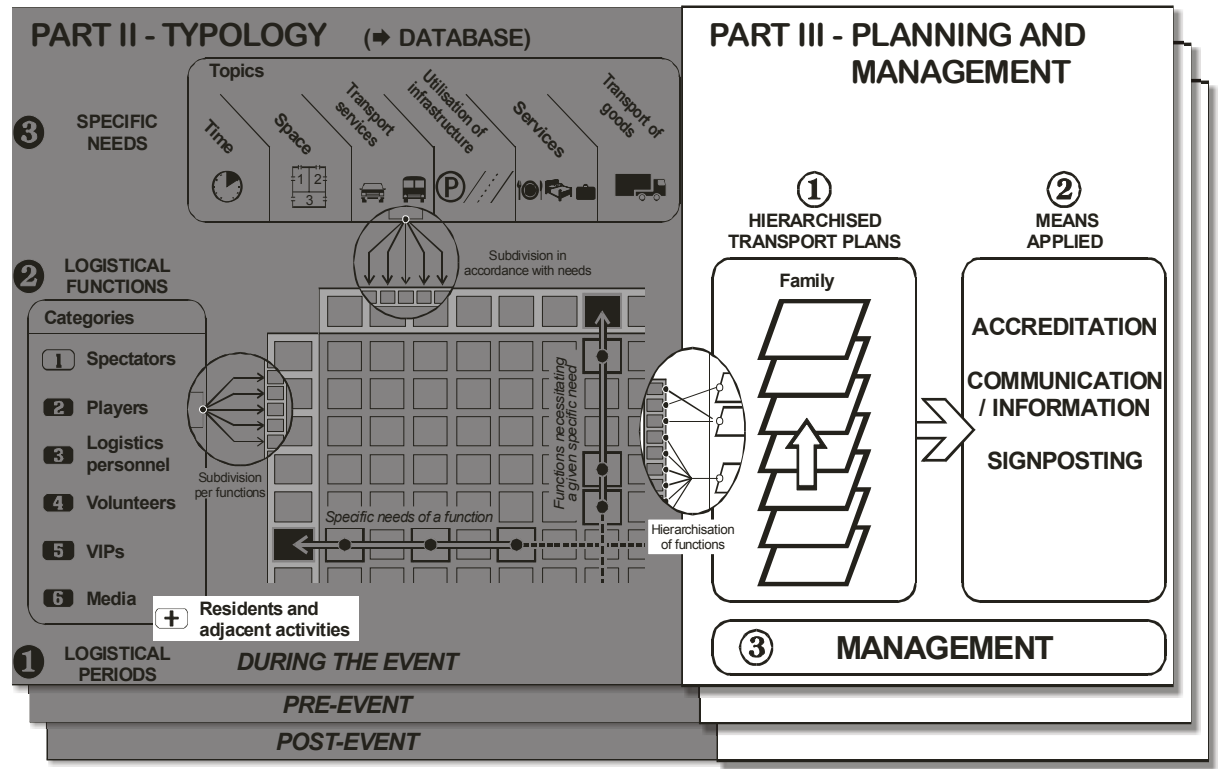 PART II - TYPOLOGY (➡ DATABASE)
Topics
Time
Space
Transport
services
Utilisation of
infrastructure
Services
Transport of
goods
1 2
3
P
3 SPECIFIC
NEEDS
Subdivision in
accordance with needs
2 LOGISTICAL
FUNCTIONS
Categories
1 Spectators
2 Players
3 Logistics
personnel
4 Volunteers
5 VIPs
6 Media
+ Residents and
adjacent activities
Subdivision
per functions
Specific needs of a function
Functions necessitating
a given specific need
Hierarchisation
of functions
1 LOGISTICAL
PERIODS
DURING THE EVENT
PRE-EVENT
POST-EVENT
PART III - PLANNING AND
MANAGEMENT
1
HIERARCHISED
TRANSPORT PLANS
Family
2
MEANS
APPLIED
ACCREDITATION
COMMUNICATION
/ INFORMATION
SIGNPOSTING
3 MANAGEMENT